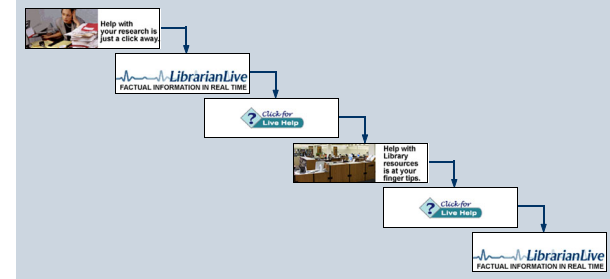 Help with
your research is
just a click away.
LibrarianLive
FACTUAL INFORMATION IN REAL TIME
?
Click for
Live Help
Help with
Library
resources
is at your
finger tips.
?
Click for
Live Help
LibrarianLive
FACTUAL INFORMATION IN REAL TIME